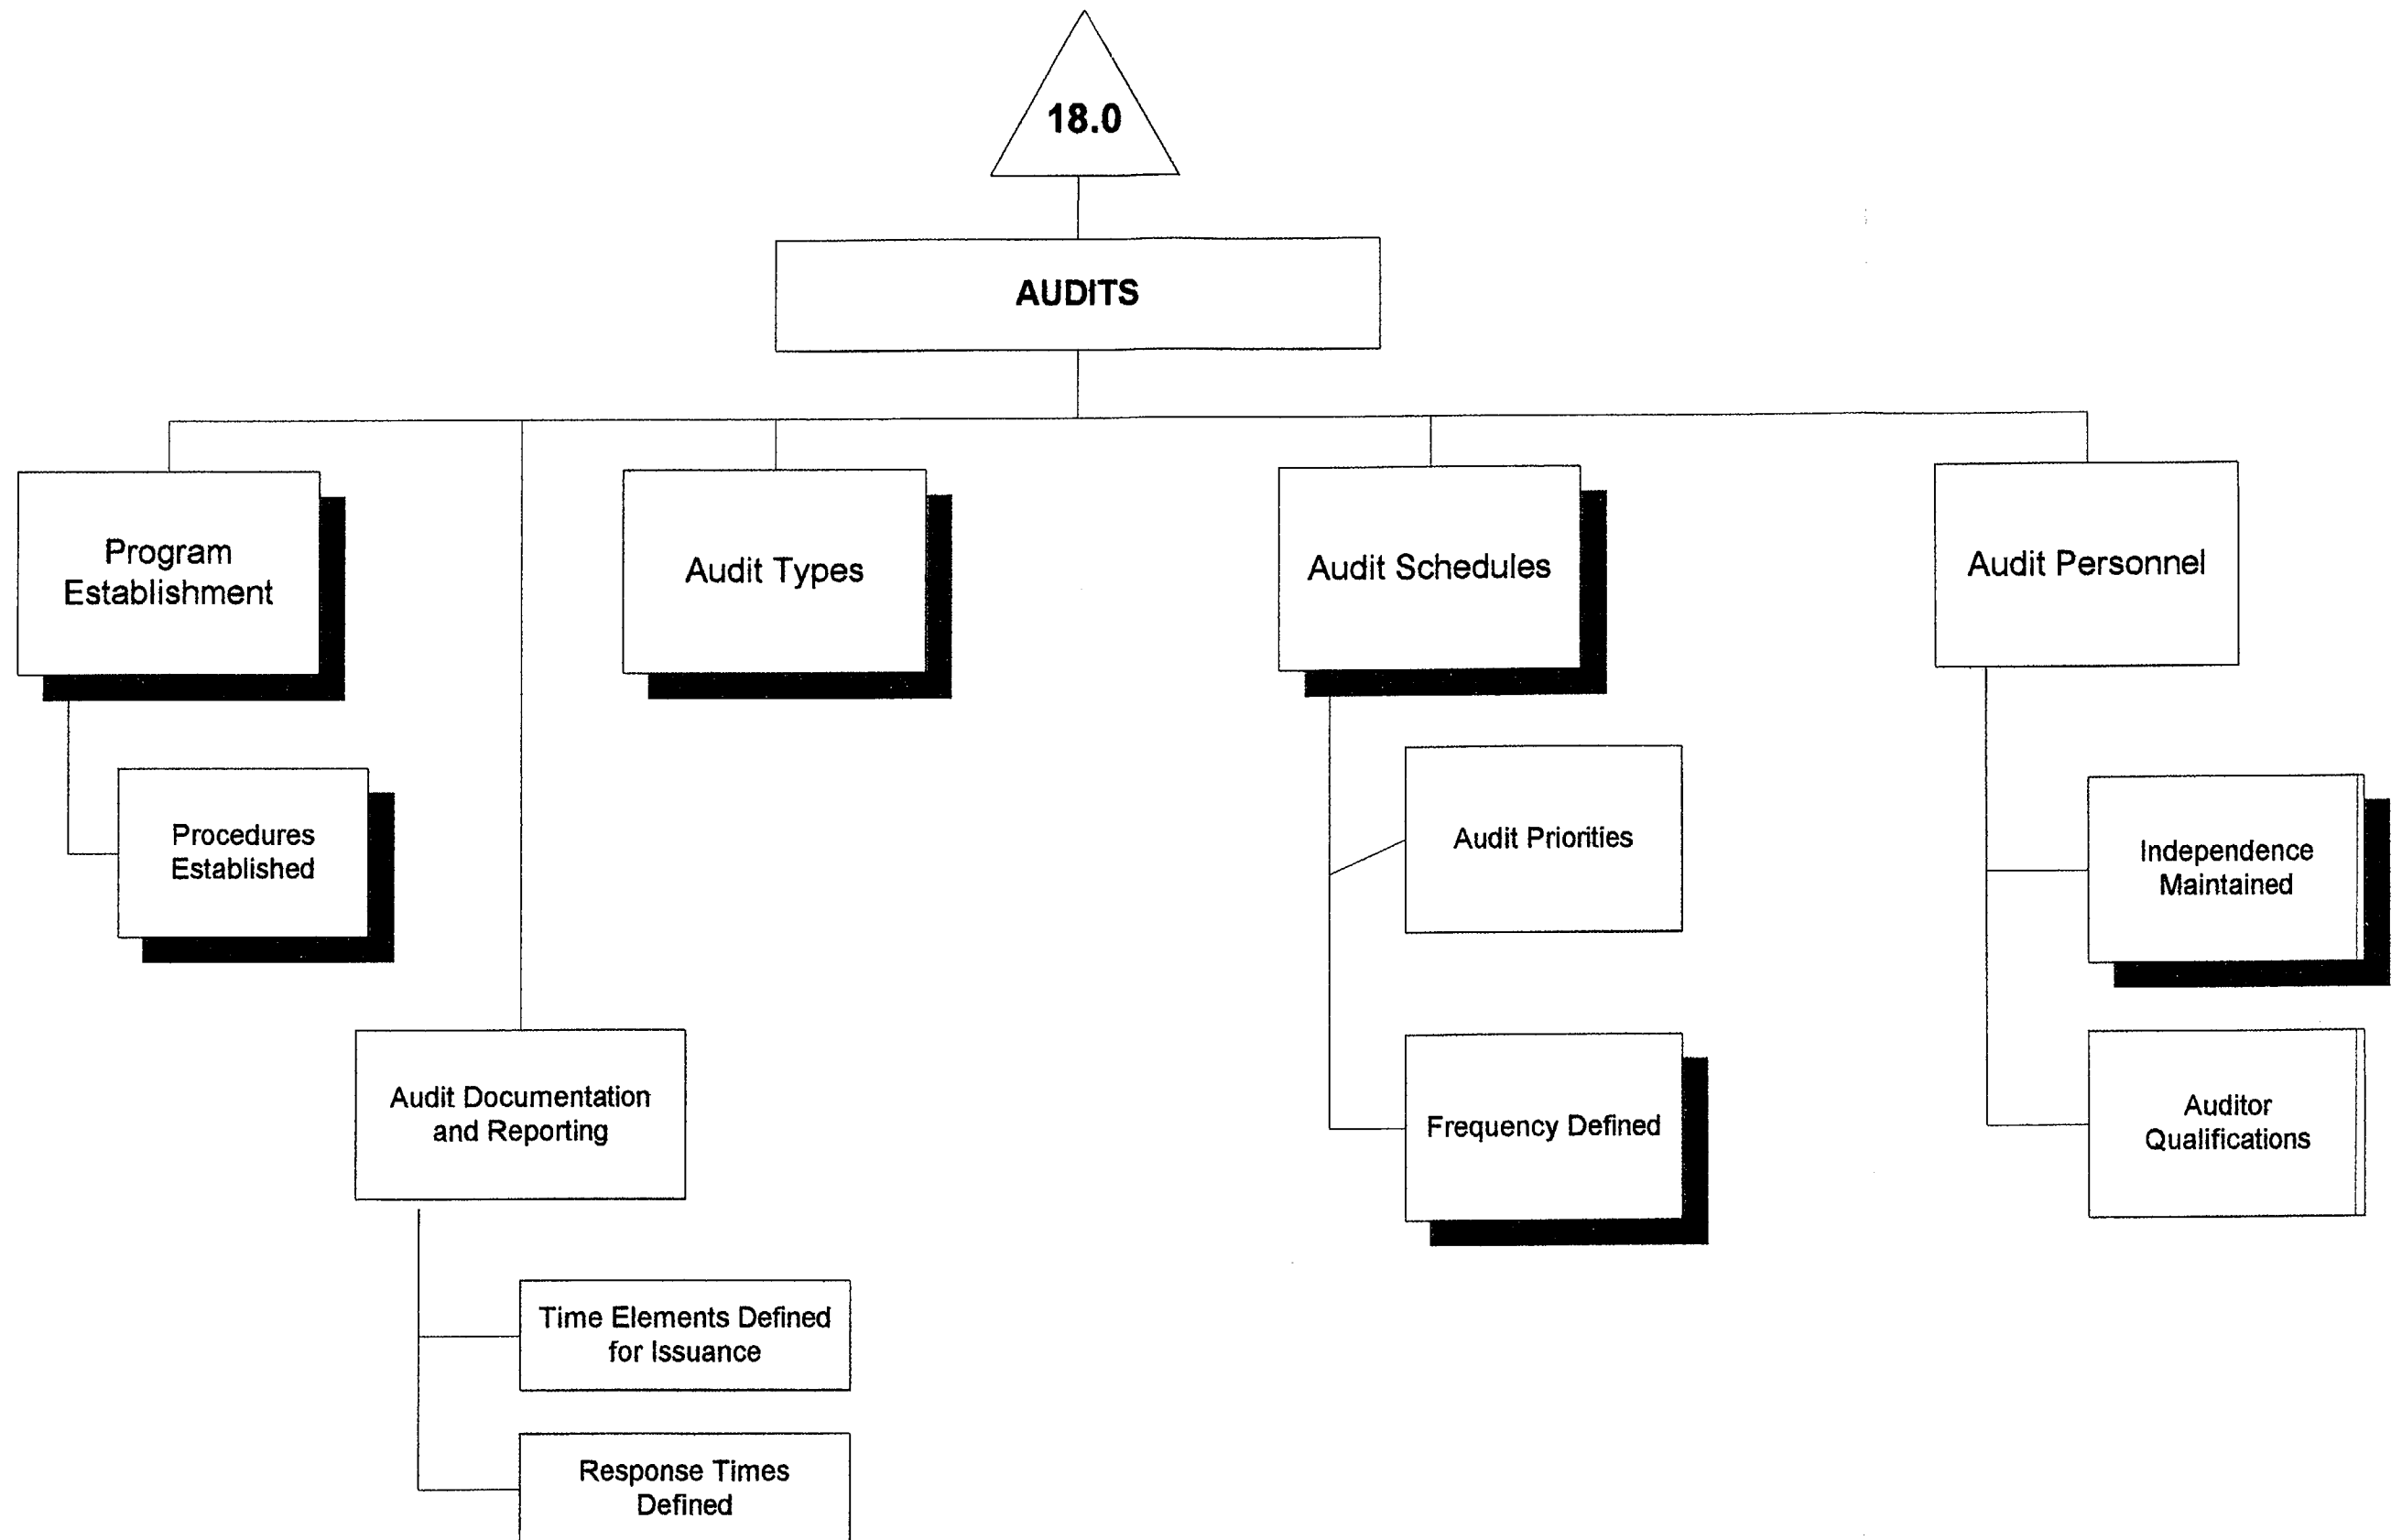 18.0
AUDITS
Program
Establishment
Audit Types
Audit Schedules
Audit Personnel
Procedures
Established
Audit Priorities
Independence
Maintained
Audit Documentation
and Reporting
Frequency Defined
Auditor
Qualifications
Time Elements Defined
for Issuance
Response Times
Defined